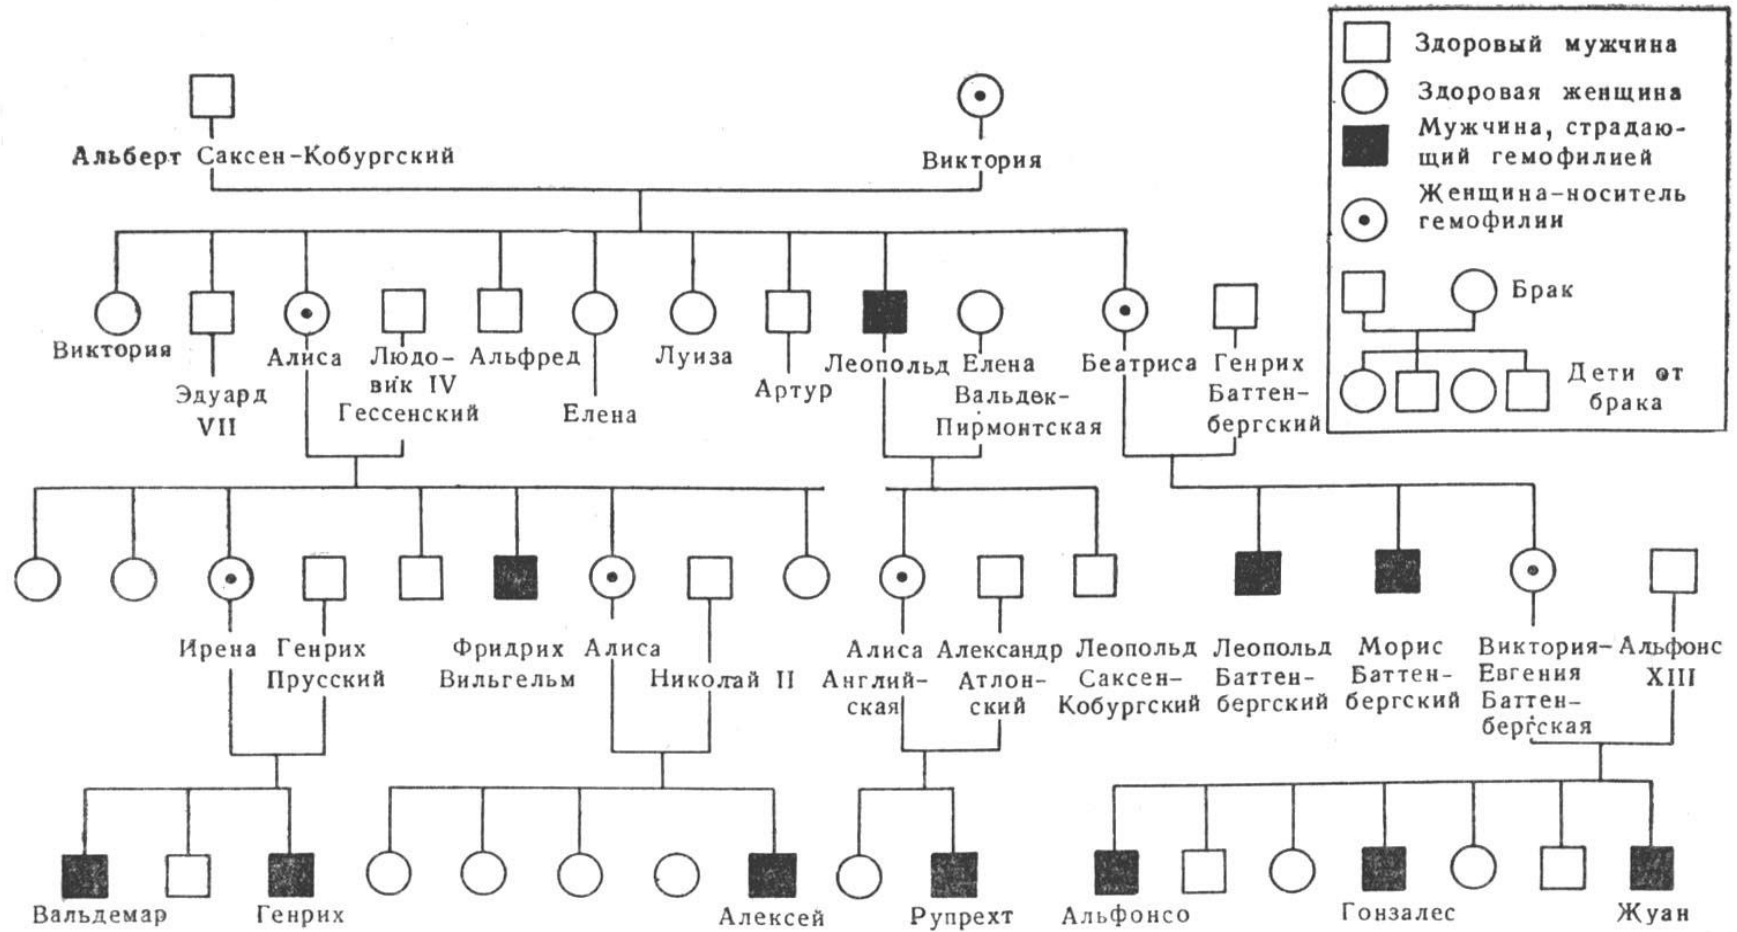 Здоровый мужчина
Здоровая женщина
Мужчина, страдаю-
щий гемофилией
Женщина-носитель
гемофилии
Брак
Дети от
брака
Альберт Саксен-Кобургский
Виктория
Виктория
Эдуард
VII
Алиса
Людо-
вик IV
Гессенский
Альфред
Елена
Луиза
Артур
Леопольд
Елена
Вальдек-
Пирмонтская
Беатриса
Генрих
Баттен-
бергский
Ирена
Генрих
Прусский
Фридрих
Вильгельм
Алиса
Николай II
Алиса
Англий-
ская
Александр
Атлон-
ский
Леопольд
Саксен-
Кобургский
Леопольд
Баттен-
бергский
Морис
Баттен-
бергский
Виктория-
Евгения
Баттен-
бергская
Альфонс
XIII
Вальдемар
Генрих
Алексей
Рупрехт
Альфонсо
Гонзалес
Жуан